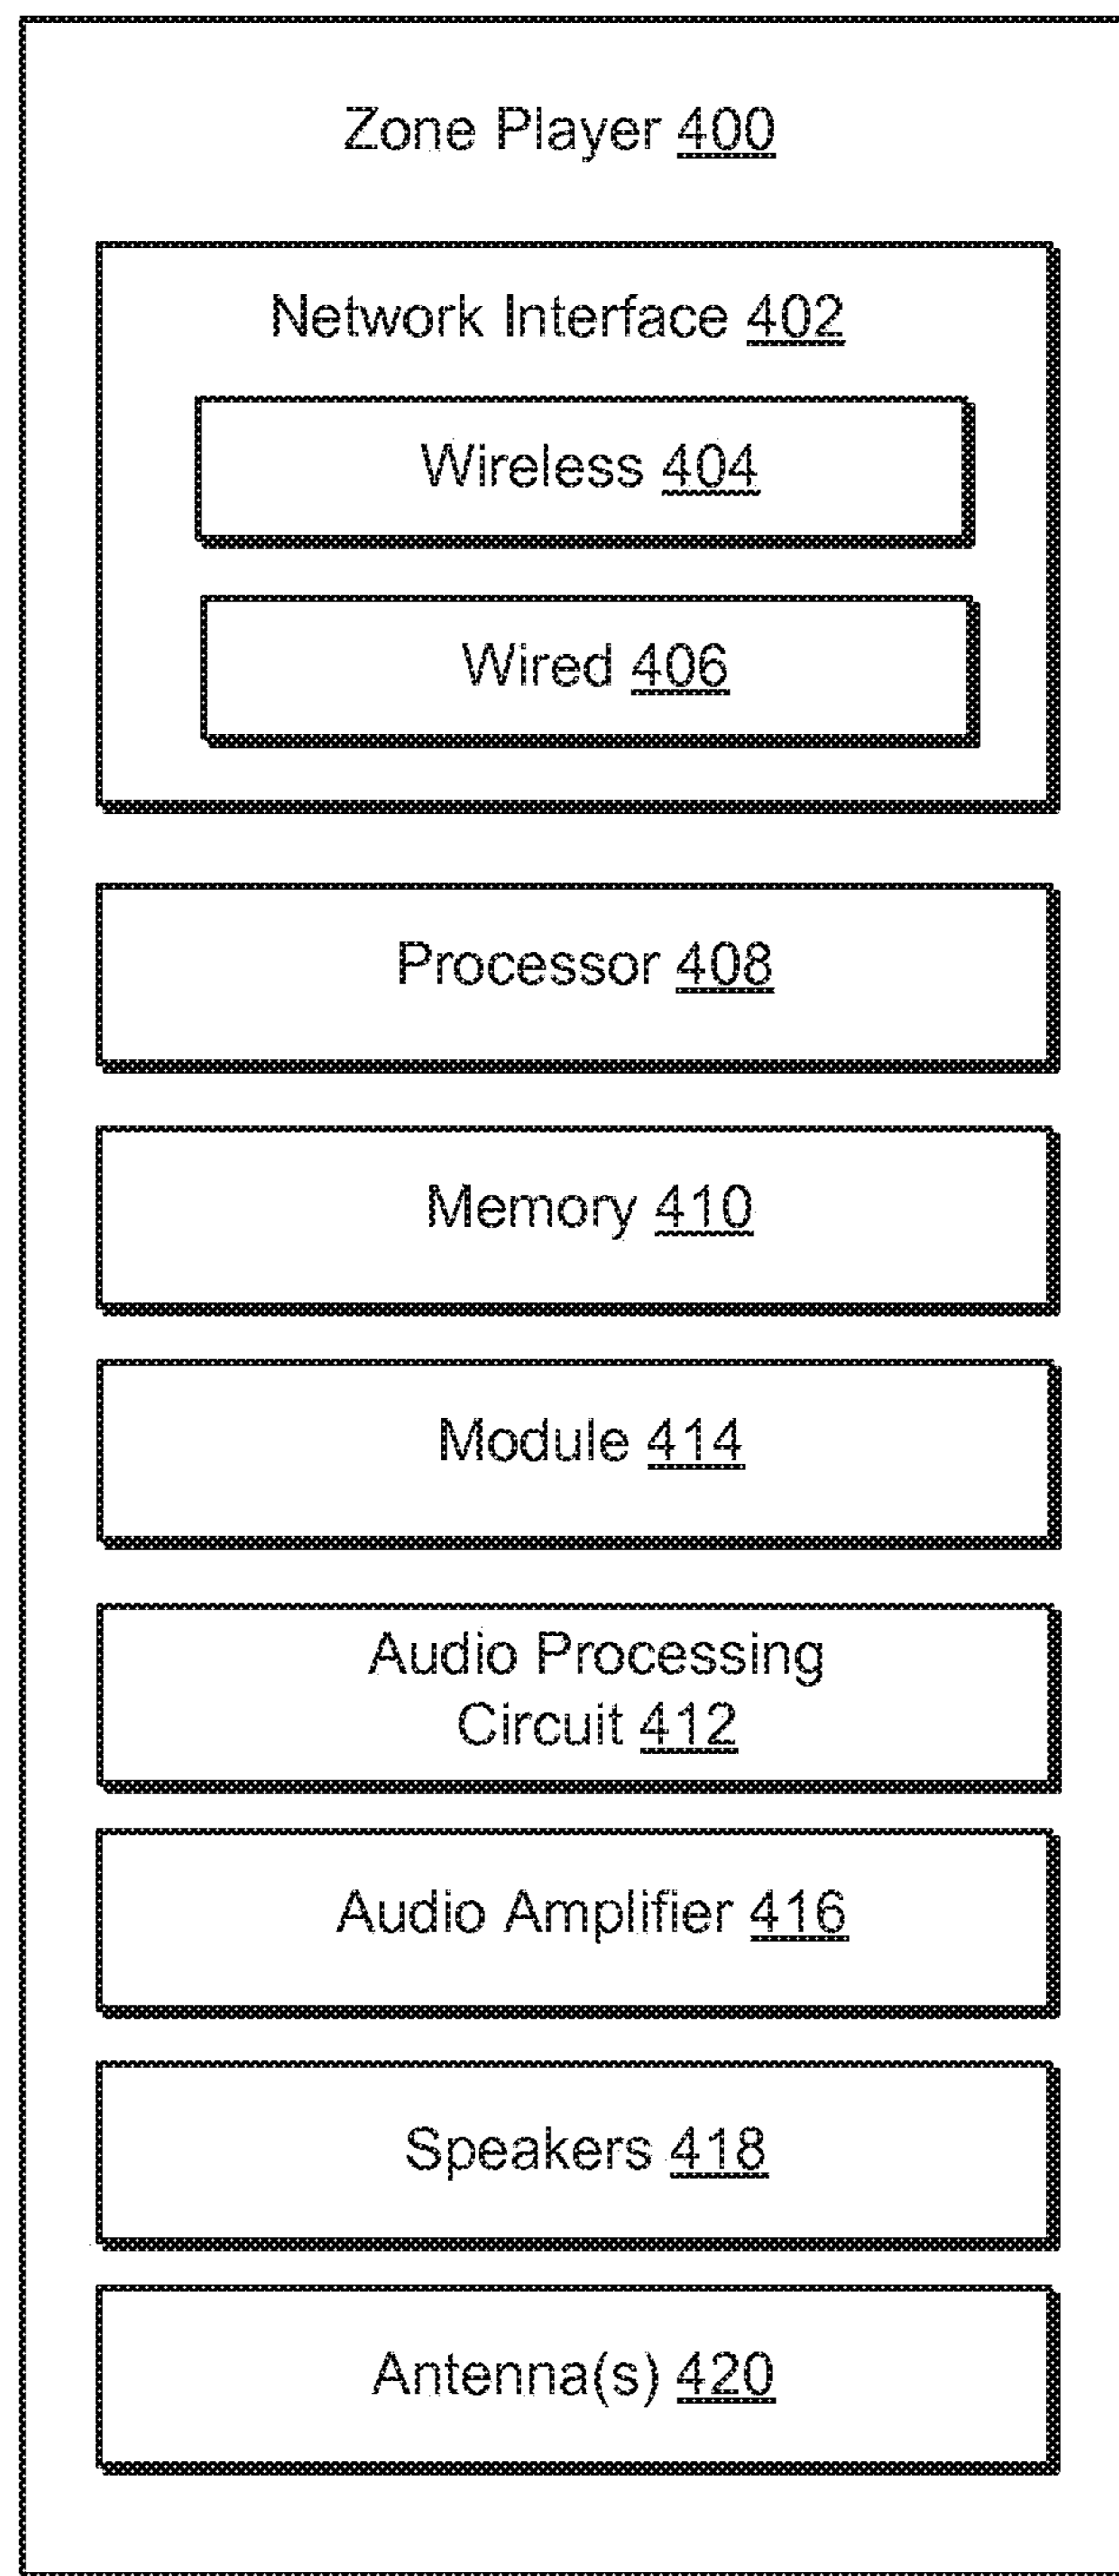 Zone Player 400
Network Interface 402
Wireless 404
Wired 406
Processor 408
Memory 410
Module 414
Audio Processing
Circuit 412
Audio Amplifier 416
Speakers 418
Antenna(s) 420